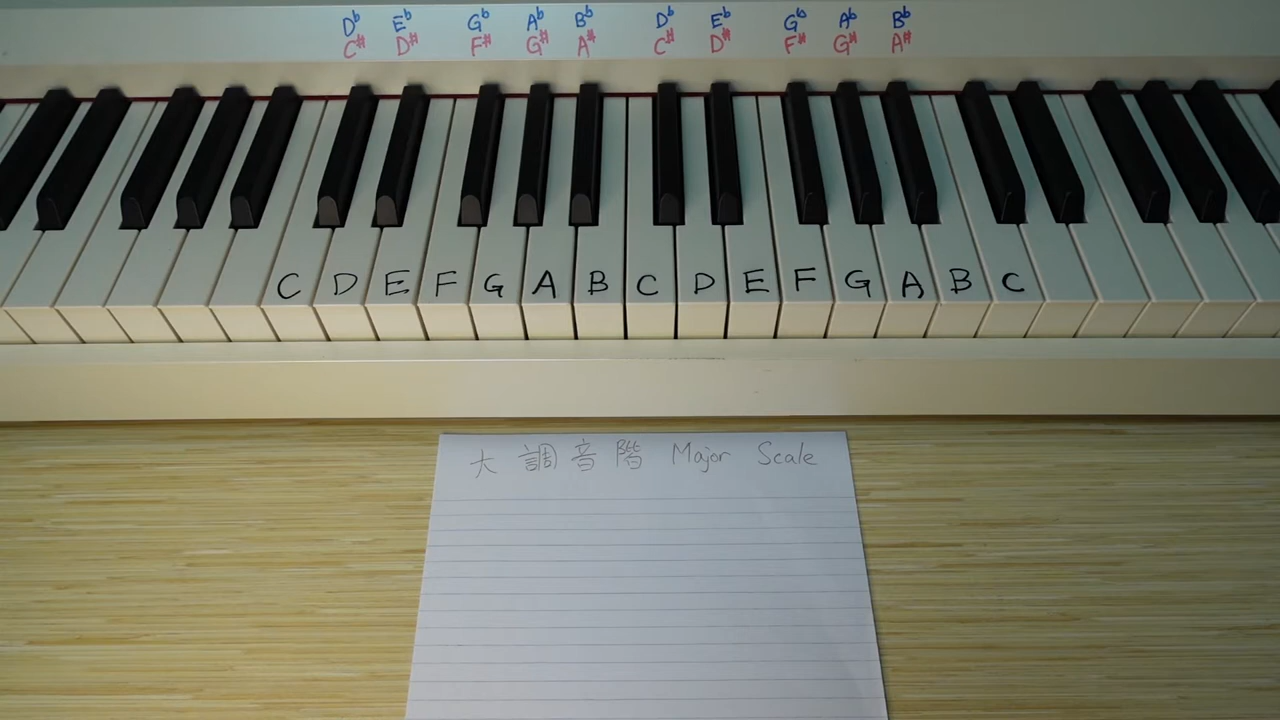 D♭ E♭ G♭ A♭ B♭ D♭ E♭ G♭ A♭ B♭
C# D# F# G# A# C# D# F# G# A#
C D E F G A B C D E F G A B C
大調音階 Major Scale